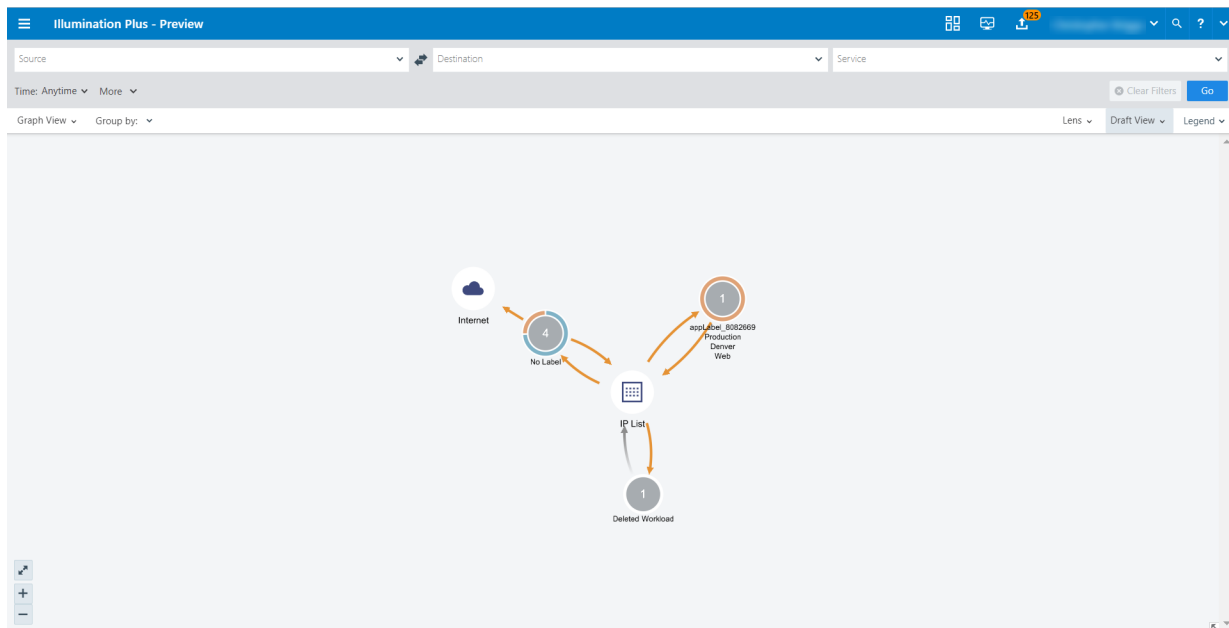 Illumination Plus - Preview
125
Source
Destination
Service
Time: Anytime
More
Clear Filters
Go
Graph View
Group by:
Lens
Draft View
Legend
Internet
4
No Label
1
appLabel_8082669
Production
Denver
Web
IP List
1
Deleted Workload